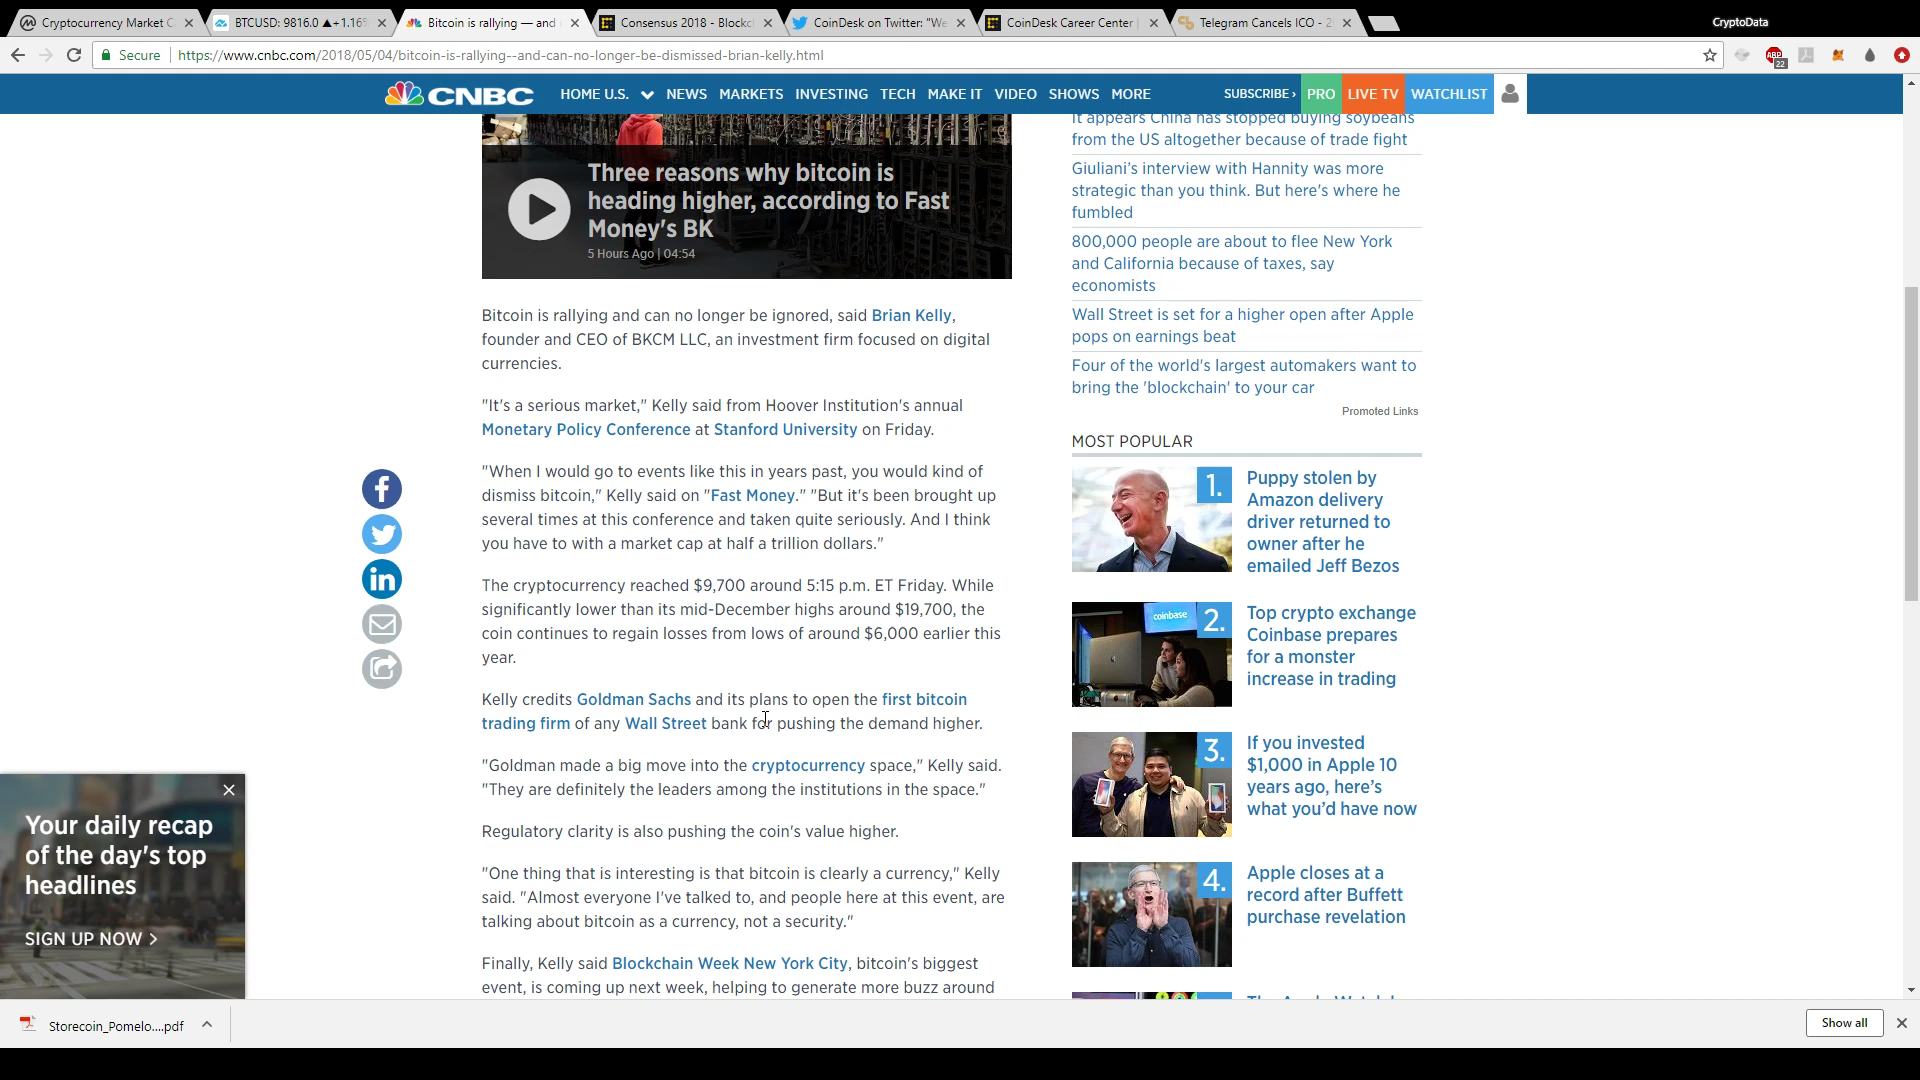 Cryptocurrency Market C
BTCUSD: 9816.0 ▲+1.16%
Bitcoin is rallying — and
Consensus 2018 - Blockc
CoinDesk on Twitter: "We
CoinDesk Career Center |
Telegram Cancels ICO - 2
CryptoData
Secure
https://www.cnbc.com/2018/05/04/bitcoin-is-rallying--and-can-no-longer-be-dismissed-brian-kelly.html
ABP
22
CNBC
HOME U.S. NEWS MARKETS INVESTING TECH MAKE IT VIDEO SHOWS MORE
SUBSCRIBE› PRO LIVE TV WATCHLIST
Three reasons why bitcoin is
heading higher, according to Fast
Money's BK
5 Hours Ago | 04:54
Bitcoin is rallying and can no longer be ignored, said Brian Kelly,
founder and CEO of BKCM LLC, an investment firm focused on digital
currencies.
"It's a serious market," Kelly said from Hoover Institution's annual
Monetary Policy Conference at Stanford University on Friday.
"When I would go to events like this in years past, you would kind of
dismiss bitcoin," Kelly said on "Fast Money." "But it's been brought up
several times at this conference and taken quite seriously. And I think
you have to with a market cap at half a trillion dollars."
The cryptocurrency reached $9,700 around 5:15 p.m. ET Friday. While
significantly lower than its mid-December highs around $19,700, the
coin continues to regain losses from lows of around $6,000 earlier this
year.
Kelly credits Goldman Sachs and its plans to open the first bitcoin
trading firm of any Wall Street bank for pushing the demand higher.
"Goldman made a big move into the cryptocurrency space," Kelly said.
"They are definitely the leaders among the institutions in the space."
Regulatory clarity is also pushing the coin's value higher.
"One thing that is interesting is that bitcoin is clearly a currency," Kelly
said. "Almost everyone I've talked to, and people here at this event, are
talking about bitcoin as a currency, not a security."
Finally, Kelly said Blockchain Week New York City, bitcoin's biggest
event, is coming up next week, helping to generate more buzz around
It appears China has stopped buying soybeans
from the US altogether because of trade fight
Giuliani's interview with Hannity was more
strategic than you think. But here's where he
fumbled
800,000 people are about to flee New York
and California because of taxes, say
economists
Wall Street is set for a higher open after Apple
pops on earnings beat
Four of the world's largest automakers want to
bring the 'blockchain' to your car
Promoted Links
MOST POPULAR
1.
Puppy stolen by
Amazon delivery
driver returned to
owner after he
emailed Jeff Bezos
coinbase
2.
Top crypto exchange
Coinbase prepares
for a monster
increase in trading
3.
If you invested
$1,000 in Apple 10
years ago, here's
what you'd have now
4.
Apple closes at a
record after Buffett
purchase revelation
Your daily recap
of the day's top
headlines
SIGN UP NOW >
Storecoin_Pomelo....pdf
Show all